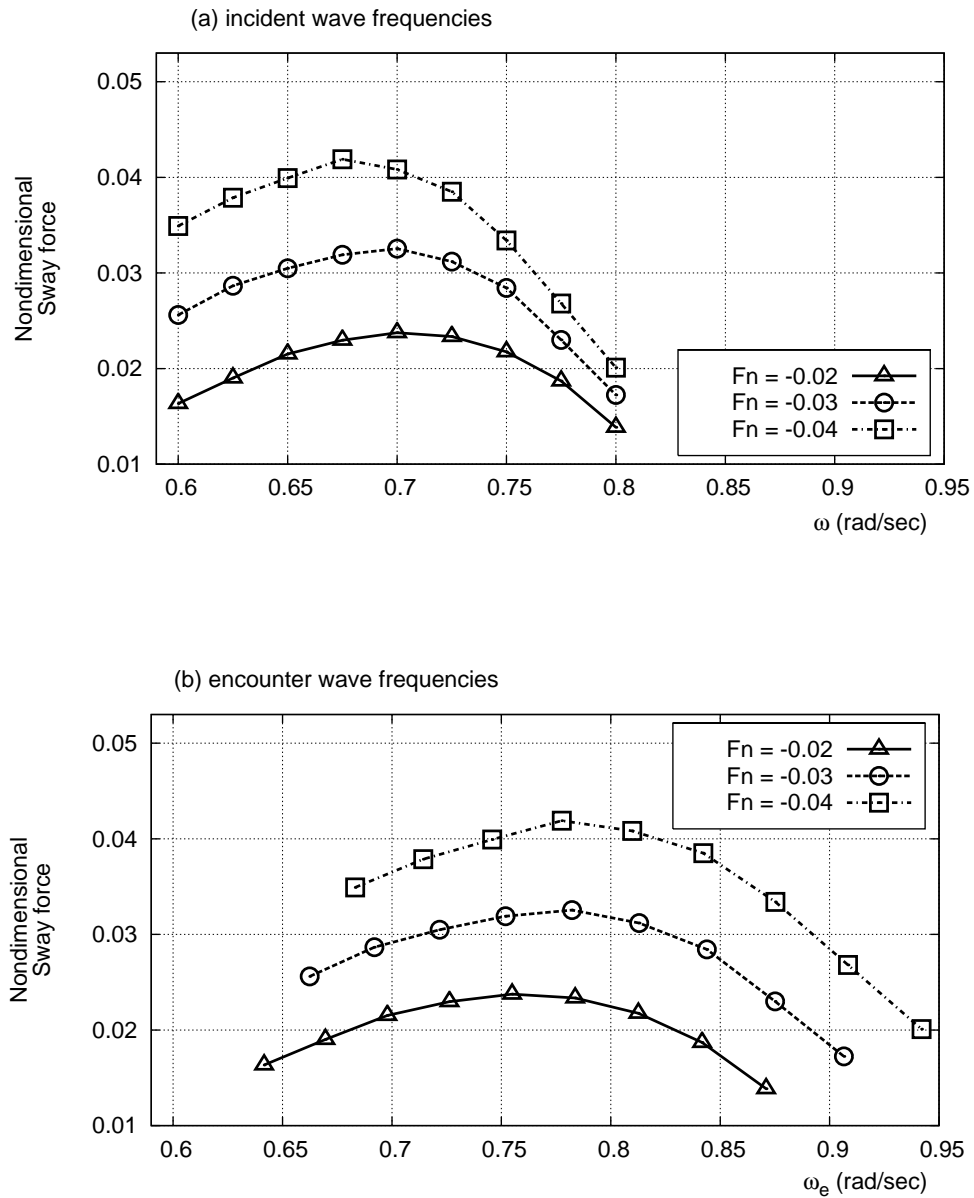 (a) incident wave frequencies
0.05
0.04
0.03
0.02
0.01
Nondimensional
Sway force
Fn = -0.02
Fn = -0.03
Fn = -0.04
0.6 0.65 0.7 0.75 0.8 0.85 0.9 0.95
ω (rad/sec)
(b) encounter wave frequencies
0.05
0.04
0.03
0.02
0.01
Nondimensional
Sway force
Fn = -0.02
Fn = -0.03
Fn = -0.04
0.6 0.65 0.7 0.75 0.8 0.85 0.9 0.95
ωe (rad/sec)